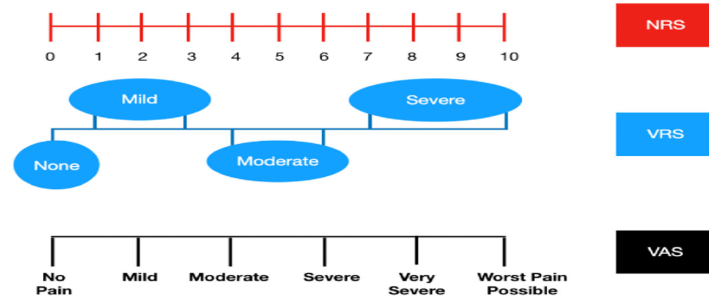 NRS
0 1 2 3 4 5 6 7 8 9 10
Mild
Severe
VRS
None
Moderate
VAS
No Pain
Mild
Moderate
Severe
Very Severe
Worst Pain Possible